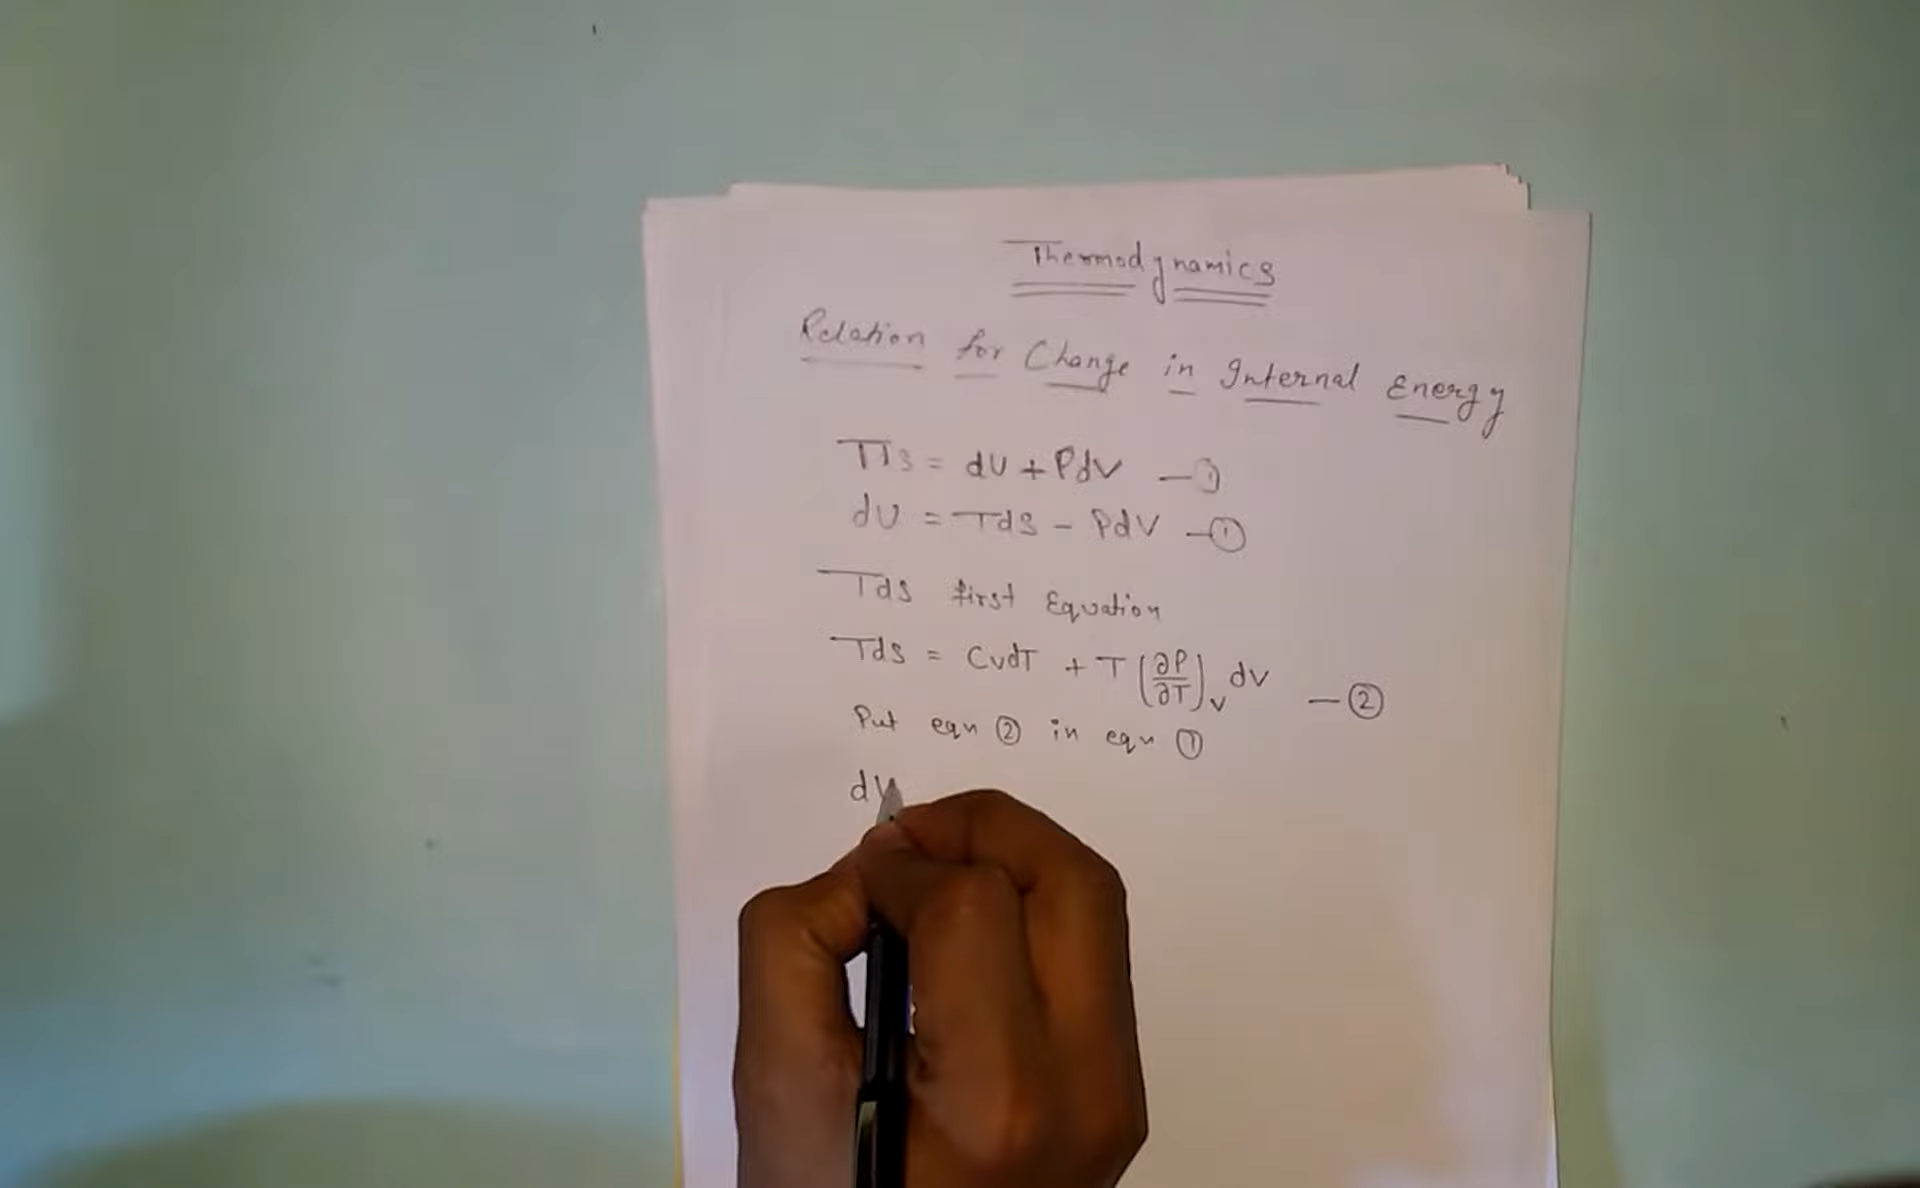 Thermodynamics
Relation for Change in Internal Energy
TdS = dU + PdV — ①
dU = TdS - PdV — ①
Tds first Equation
Tds = CvdT + T (∂P/∂T)v dv — ②
Put eqn ② in eqn ①
dU